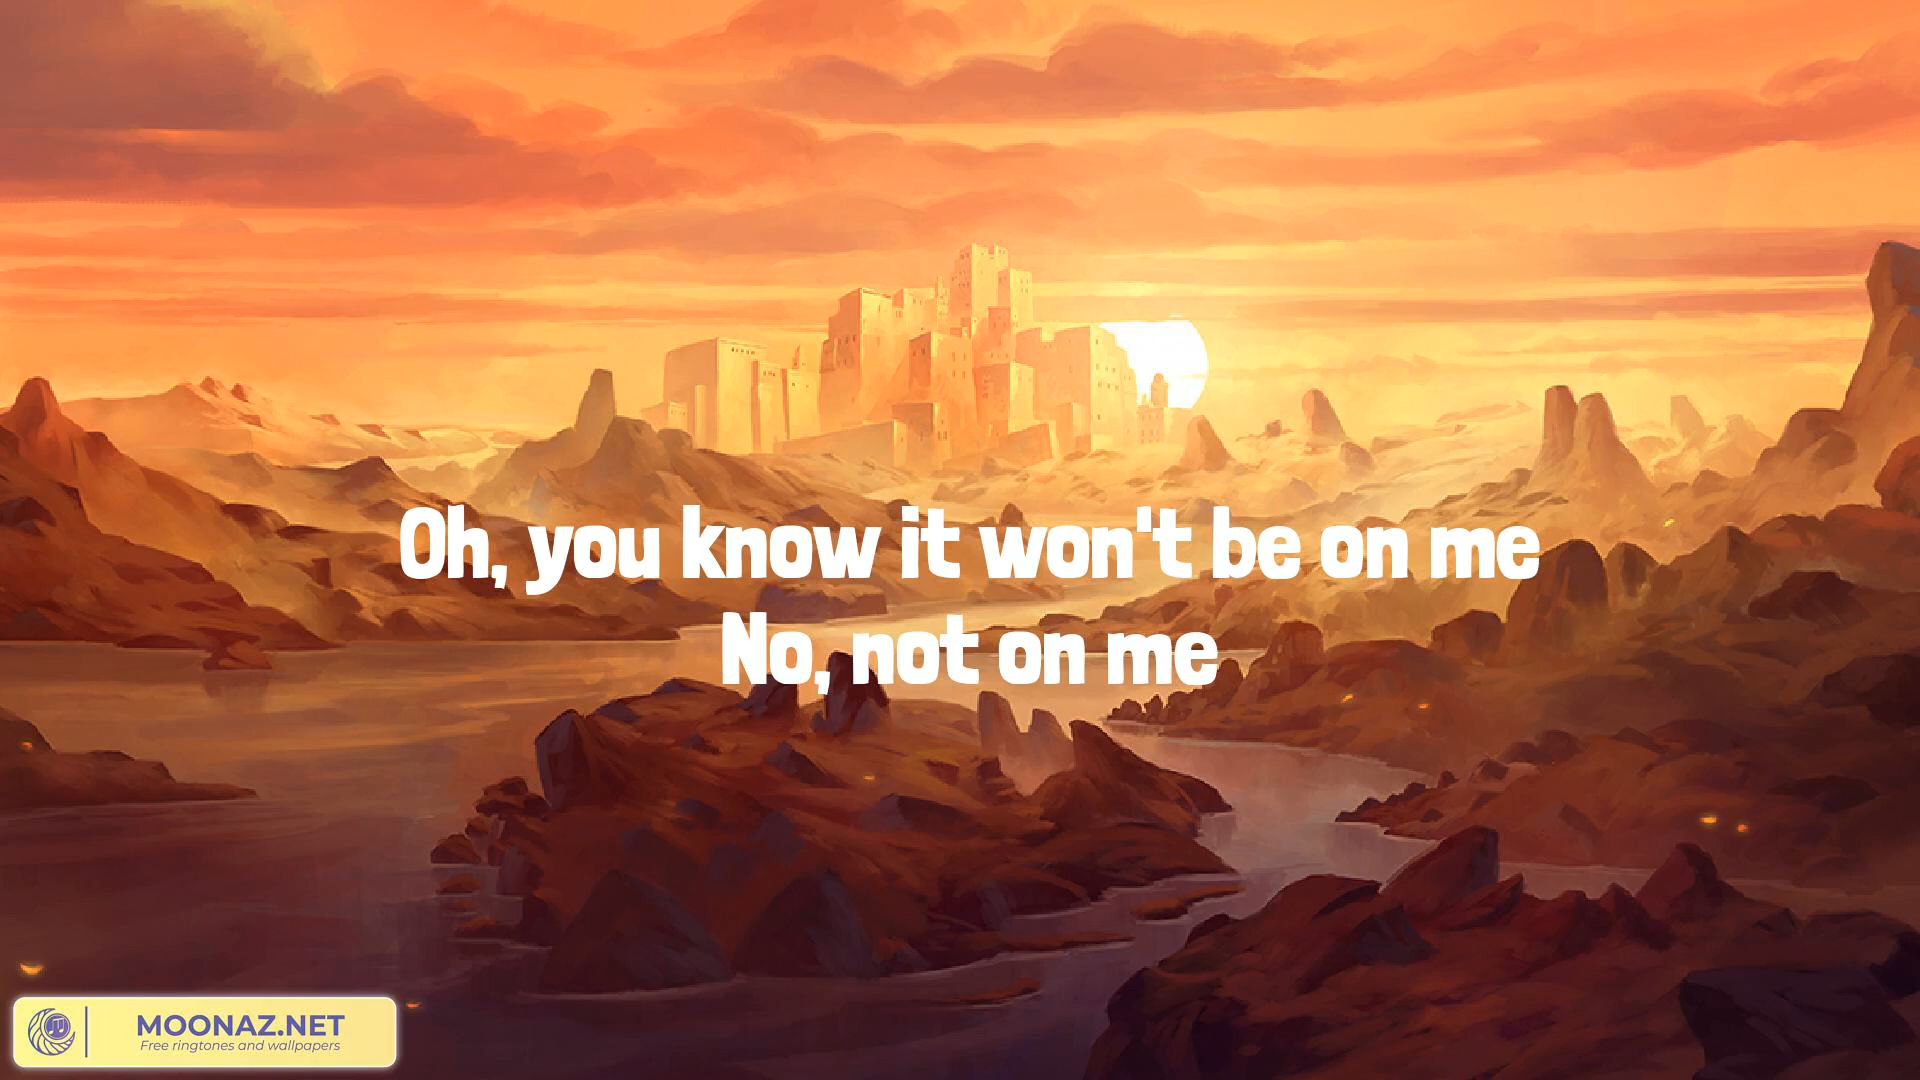 Oh, you know it won't be on me
No, not on me
MOONAZ.NET
Free ringtones and wallpapers